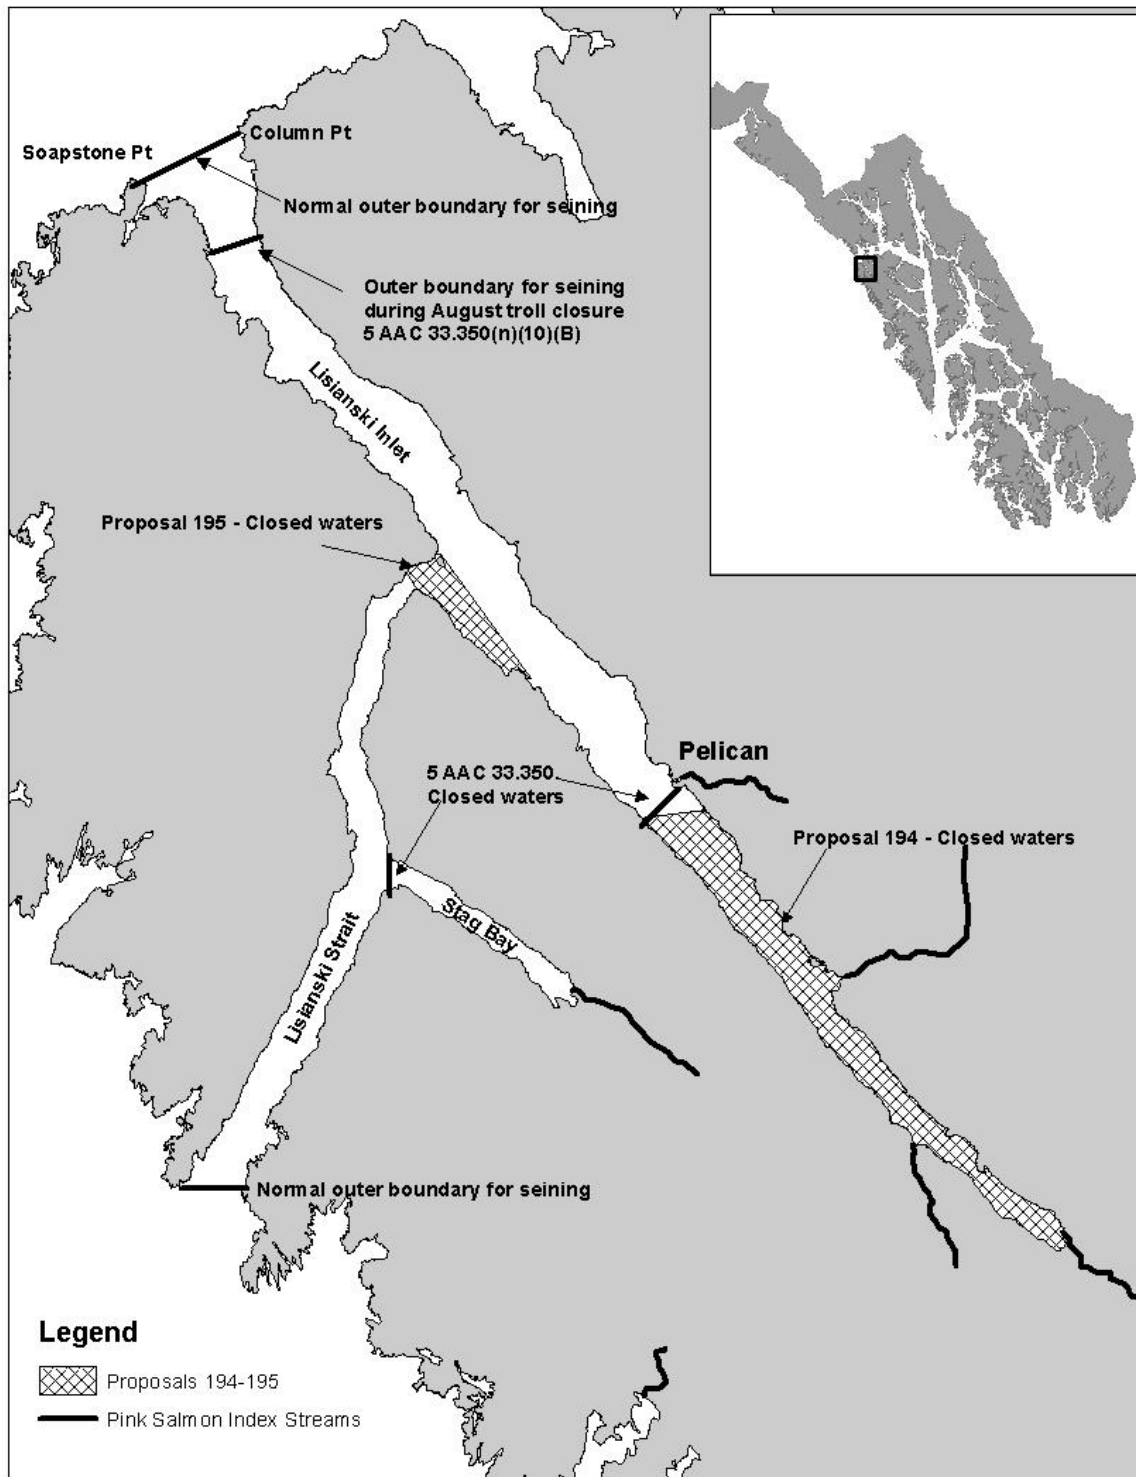 Column Pt
Soapstone Pt
Normal outer boundary for seining
Outer boundary for seining
during August troll closure
5 AAC 33.350(n)(10)(B)
Lisianski Inlet
Proposal 195 - Closed waters
Pelican
5 AAC 33.350
Closed waters
Proposal 194 - Closed waters
Stag Bay
Lisianski Strait
Normal outer boundary for seining
Legend
Proposals 194-195
Pink Salmon Index Streams